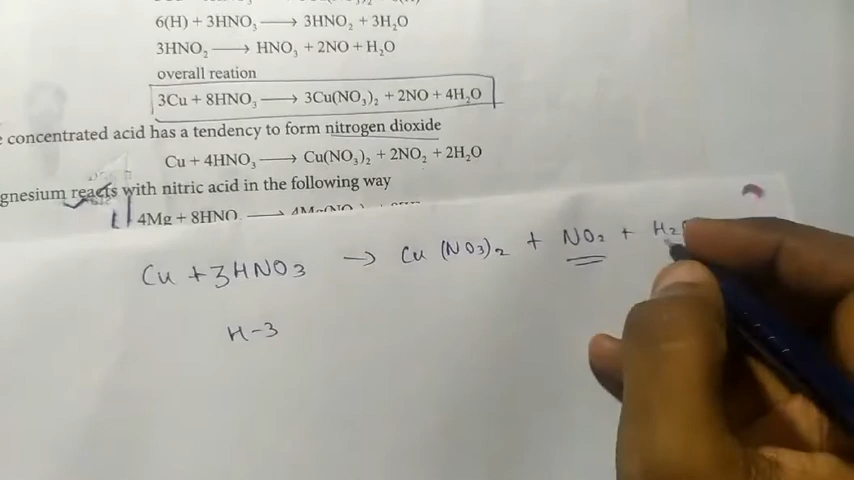 6(H) + 3HNO₃ ⟶ 3HNO₂ + 3H₂O
3HNO₂ ⟶ HNO₃ + 2NO + H₂O
overall reation
3Cu + 8HNO₃ ⟶ 3Cu(NO₃)₂ + 2NO + 4H₂O
concentrated acid has a tendency to form nitrogen dioxide
Cu + 4HNO₃ ⟶ Cu(NO₃)₂ + 2NO₂ + 2H₂O
gnesium reacts with nitric acid in the following way
4Mg + 8HNO
Cu + 3HNO₃ → Cu (NO₃)₂ + NO₂ + H₂
H-3